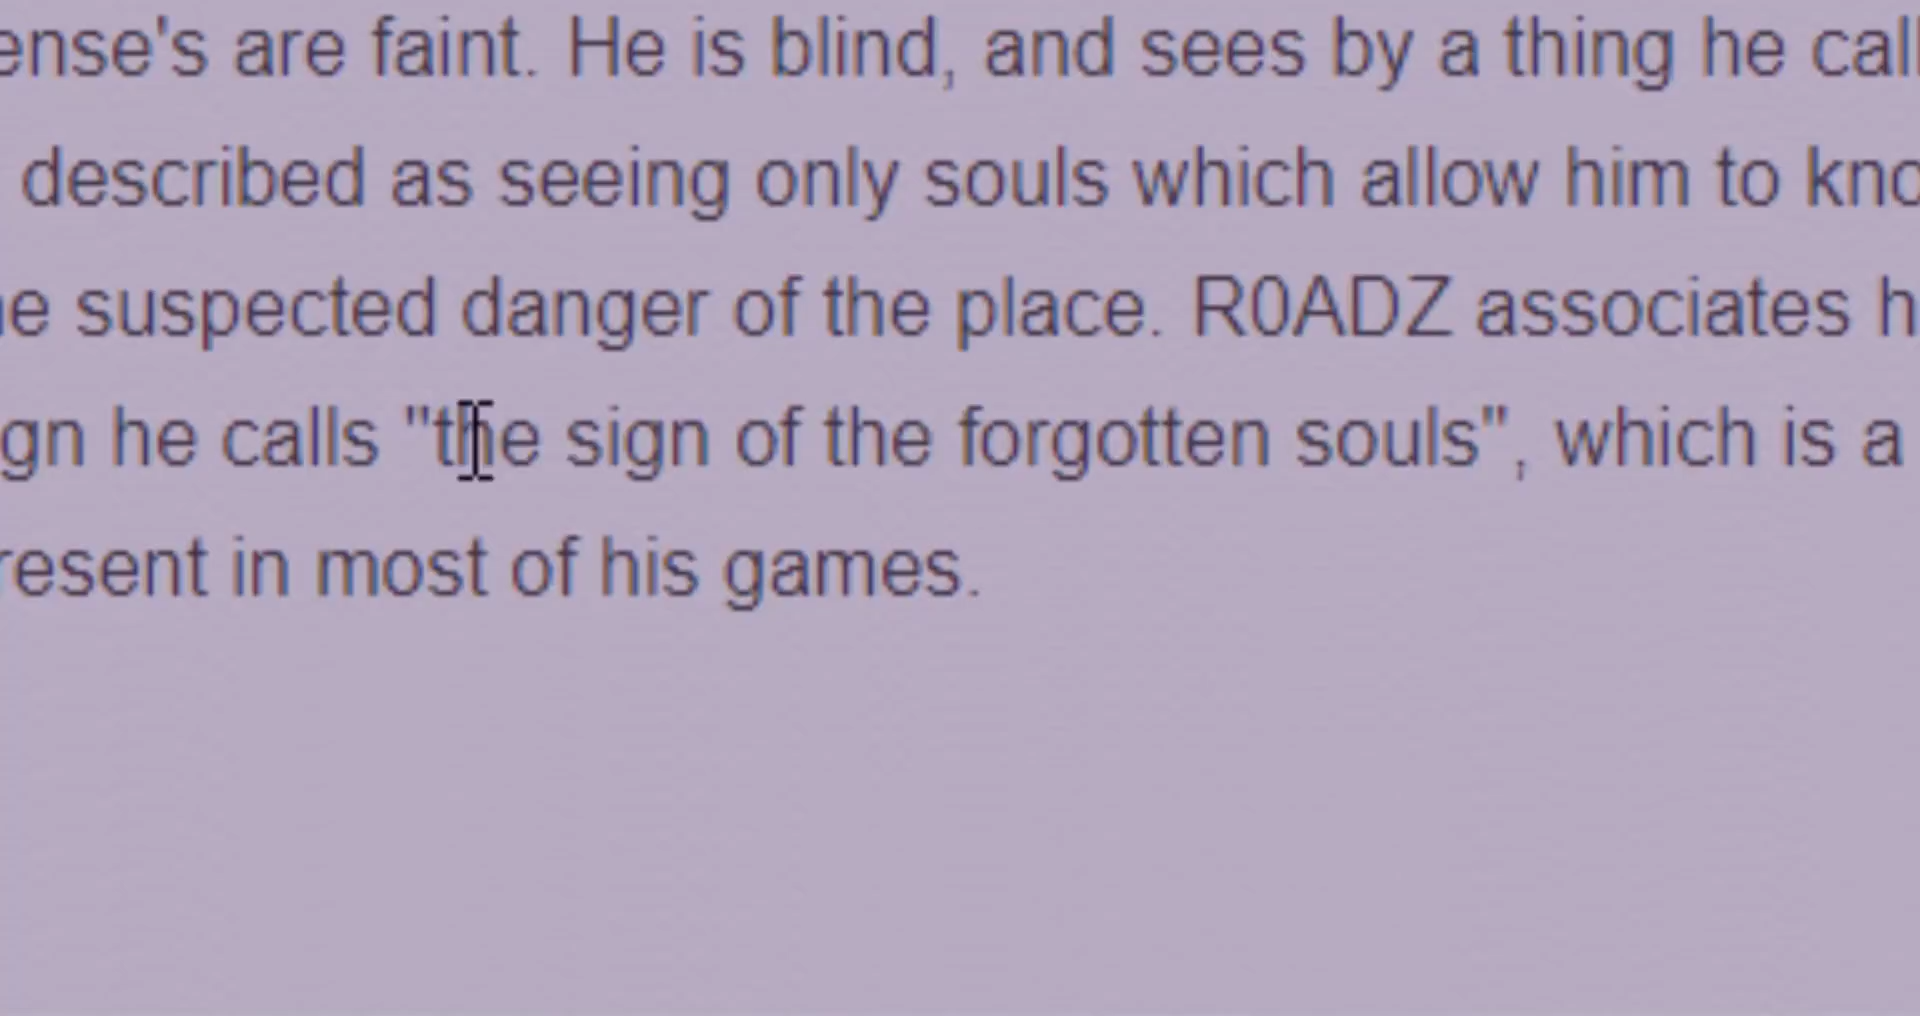 ense's are faint. He is blind, and sees by a thing he call
described as seeing only souls which allow him to kno
he suspected danger of the place. R0ADZ associates h
gn he calls "the sign of the forgotten souls", which is a
resent in most of his games.